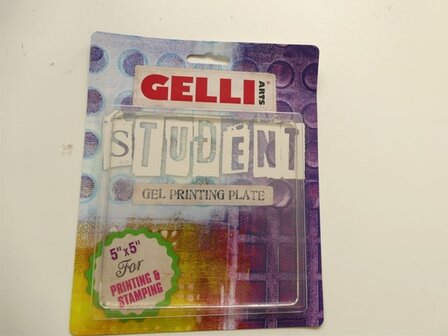 GELLI ARTS®
STUDENT
GEL PRINTING PLATE
5"x5"
For
PRINTING &
STAMPING